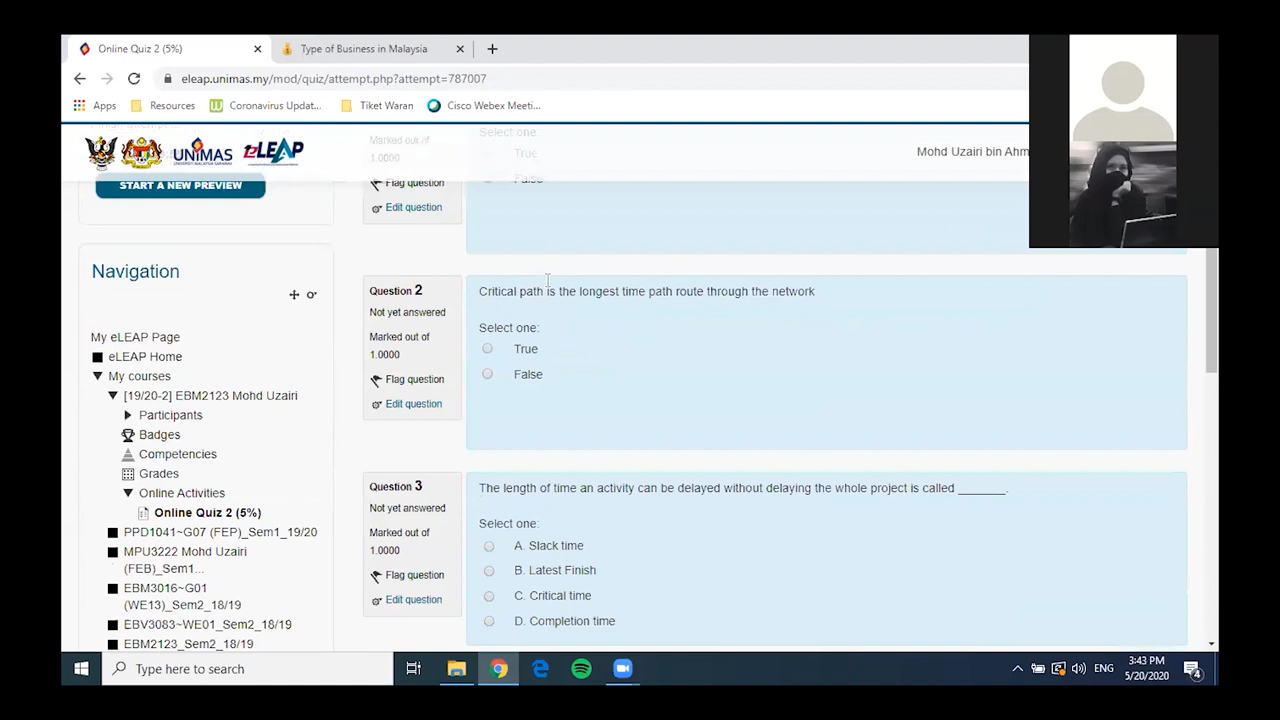 Online Quiz 2 (5%)
Type of Business in Malaysia
eleap.unimas.my/mod/quiz/attempt.php?attempt=787007
Apps
Resources
Coronavirus Updat...
Tiket Waran
Cisco Webex Meeti...
UNIMAS
eLEAP
Mohd Uzairi bin Ahm
START A NEW PREVIEW
Marked out of
1.0000
Flag question
Edit question
Select one:
True
False
Navigation
My eLEAP Page
eLEAP Home
My courses
[19/20-2] EBM2123 Mohd Uzairi
Participants
Badges
Competencies
Grades
Online Activities
Online Quiz 2 (5%)
PPD1041~G07 (FEP)_Sem1_19/20
MPU3222 Mohd Uzairi
(FEB)_Sem1...
EBM3016~G01
(WE13)_Sem2_18/19
EBV3083~WE01_Sem2_18/19
EBM2123_Sem2_18/19
Question 2
Not yet answered
Marked out of
1.0000
Flag question
Edit question
Critical path is the longest time path route through the network
Select one:
True
False
Question 3
Not yet answered
Marked out of
1.0000
Flag question
Edit question
The length of time an activity can be delayed without delaying the whole project is called _______.
Select one:
A. Slack time
B. Latest Finish
C. Critical time
D. Completion time
Type here to search
ENG
3:43 PM
5/20/2020
4